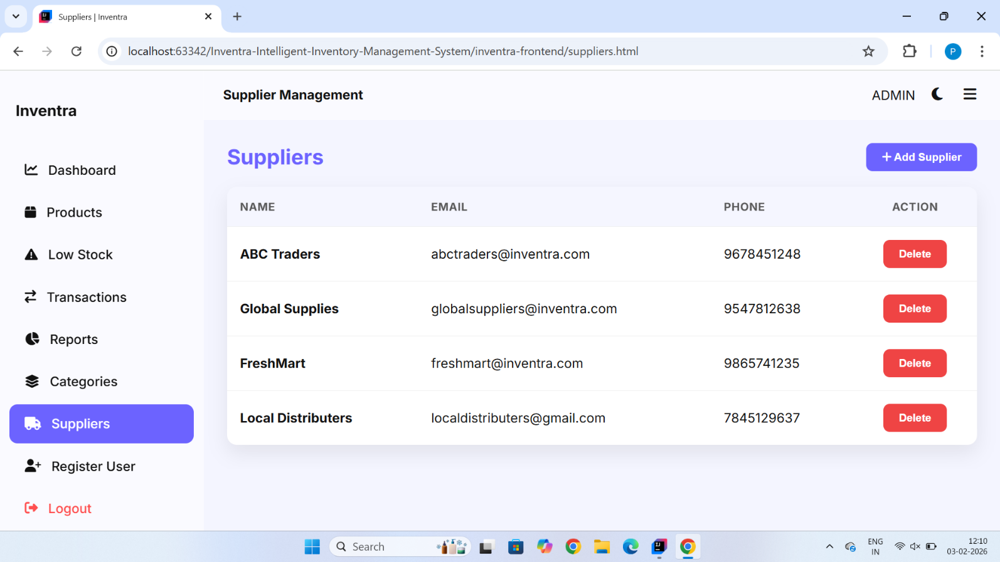 Suppliers | Inventra
localhost:63342/Inventra-Intelligent-Inventory-Management-System/inventra-frontend/suppliers.html
P
Inventra
Supplier Management
ADMIN
Dashboard
Products
Low Stock
Transactions
Reports
Categories
Suppliers
Register User
Logout
Suppliers
+ Add Supplier
NAME EMAIL PHONE ACTION
ABC Traders abctraders@inventra.com 9678451248 Delete
Global Supplies globalsuppliers@inventra.com 9547812638 Delete
FreshMart freshmart@inventra.com 9865741235 Delete
Local Distributers localdistributers@gmail.com 7845129637 Delete
Search
ENG
IN
12:10
03-02-2026